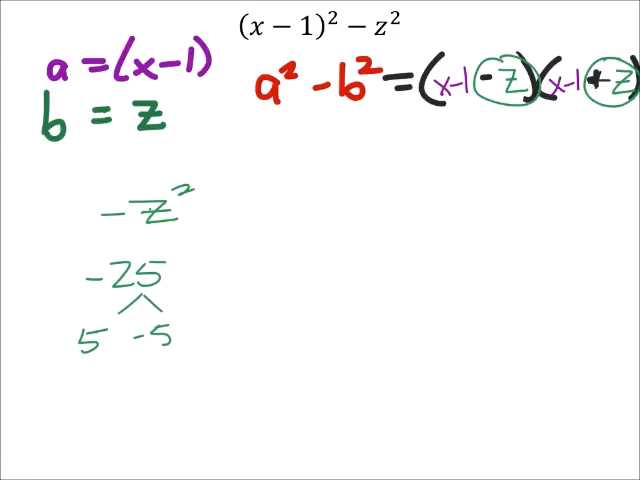 (x − 1)² − z²
a = (x − 1)
a² − b² = (x−1 − z)(x−1 + z)
b = z
− z²
− 25
5 −5